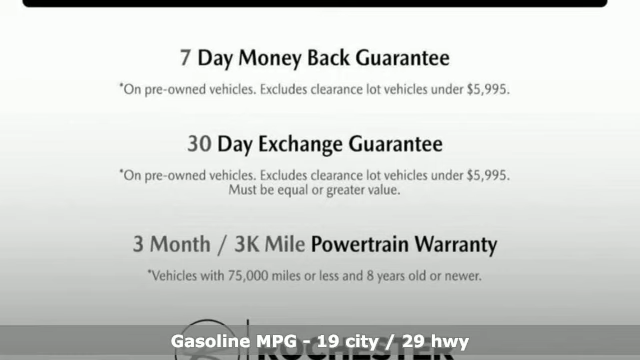 7 Day Money Back Guarantee
*On pre-owned vehicles. Excludes clearance lot vehicles under $5,995.
30 Day Exchange Guarantee
*On pre-owned vehicles. Excludes clearance lot vehicles under $5,995.
Must be equal or greater value.
3 Month / 3K Mile Powertrain Warranty
*Vehicles with 75,000 miles or less and 8 years old or newer.
ROCHESTER
Gasoline MPG - 19 city / 29 hwy